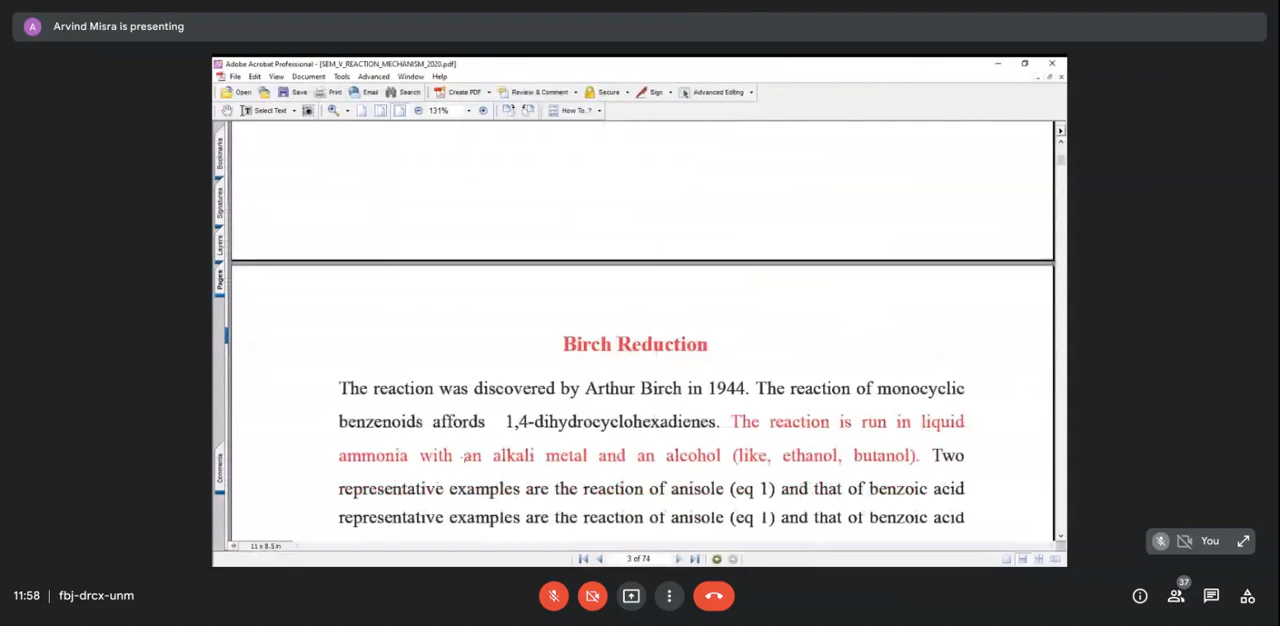 A
Arvind Misra is presenting
Adobe Acrobat Professional - [SEM_V_REACTION_MECHANISM_2020.pdf]
File Edit View Document Tools Advanced Window Help
Open Save Print Email Search Create PDF Review & Comment Secure Sign Advanced Editing
Select Text 131% How To..?
Bookmarks
Signatures
Layers
Pages
Comments
Birch Reduction
The reaction was discovered by Arthur Birch in 1944. The reaction of monocyclic
benzenoids affords 1,4-dihydrocyclohexadienes. The reaction is run in liquid
ammonia with an alkali metal and an alcohol (like, ethanol, butanol). Two
representative examples are the reaction of anisole (eq 1) and that of benzoic acid
representative examples are the reaction of anisole (eq 1) and that of benzoic acid
11 x 8.5 in
3 of 74
You
11:58 fbj-drcx-unm
37